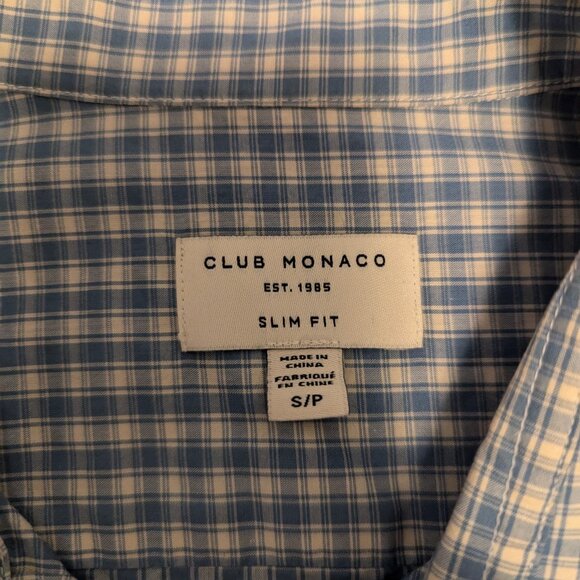 CLUB MONACO
EST. 1985
SLIM FIT
MADE IN
CHINA
FABRIQUÉ
EN CHINE
S/P